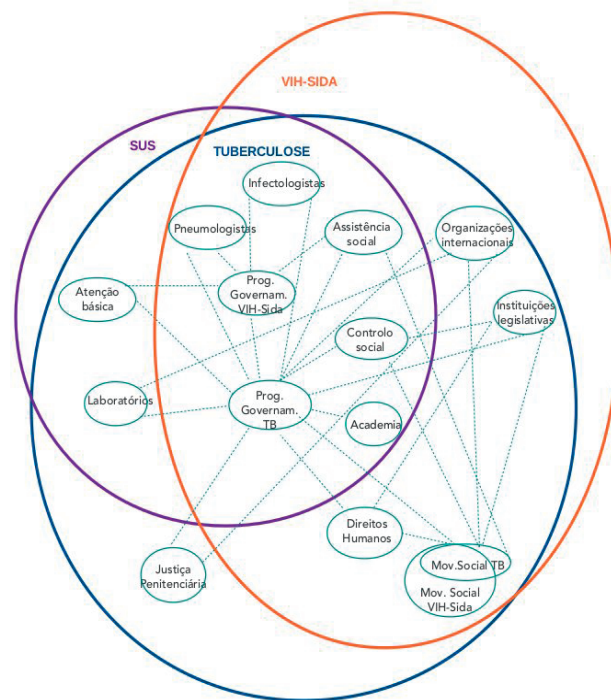 VIH-SIDA
SUS
TUBERCULOSE
Infectologistas
Pneumologistas
Assistência
social
Organizações
internacionais
Prog.
Governam.
VIH-Sida
Atenção
básica
Instituições
legislativas
Controlo
social
Laboratórios
Prog.
Governam.
TB
Academia
Direitos
Humanos
Justiça
Penitenciária
Mov.Social TB
Mov. Social
VIH-Sida